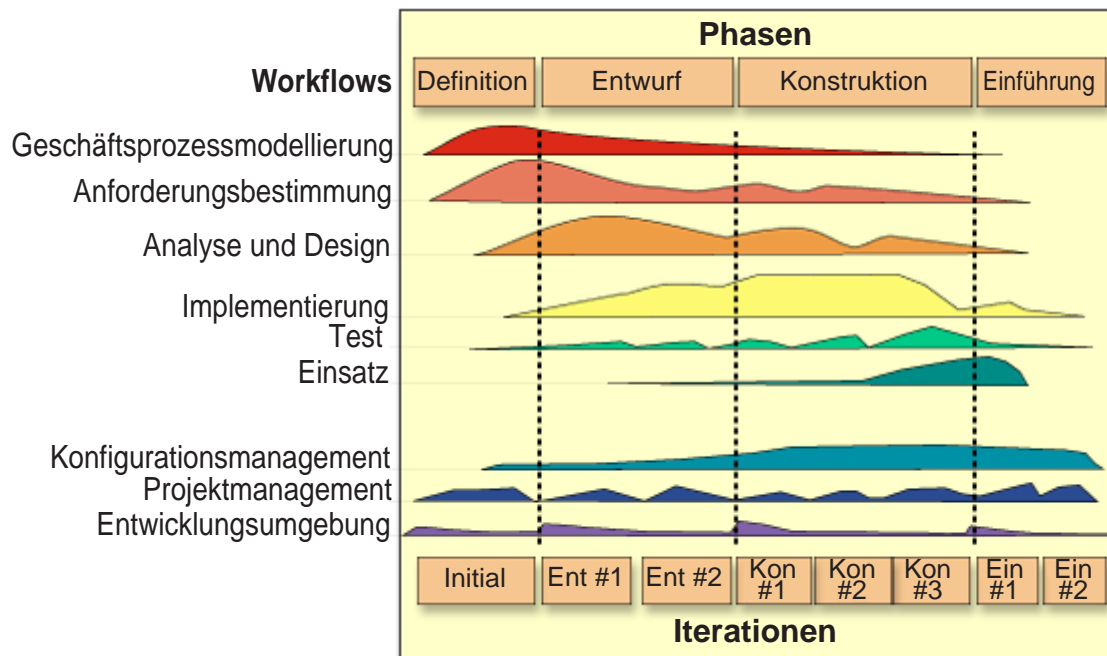 Phasen
Workflows
Definition
Entwurf
Konstruktion
Einführung
Geschäftsprozessmodellierung
Anforderungsbestimmung
Analyse und Design
Implementierung
Test
Einsatz
Konfigurationsmanagement
Projektmanagement
Entwicklungsumgebung
Initial
Ent #1
Ent #2
Kon
#1
Kon
#2
Kon
#3
Ein
#1
Ein
#2
Iterationen